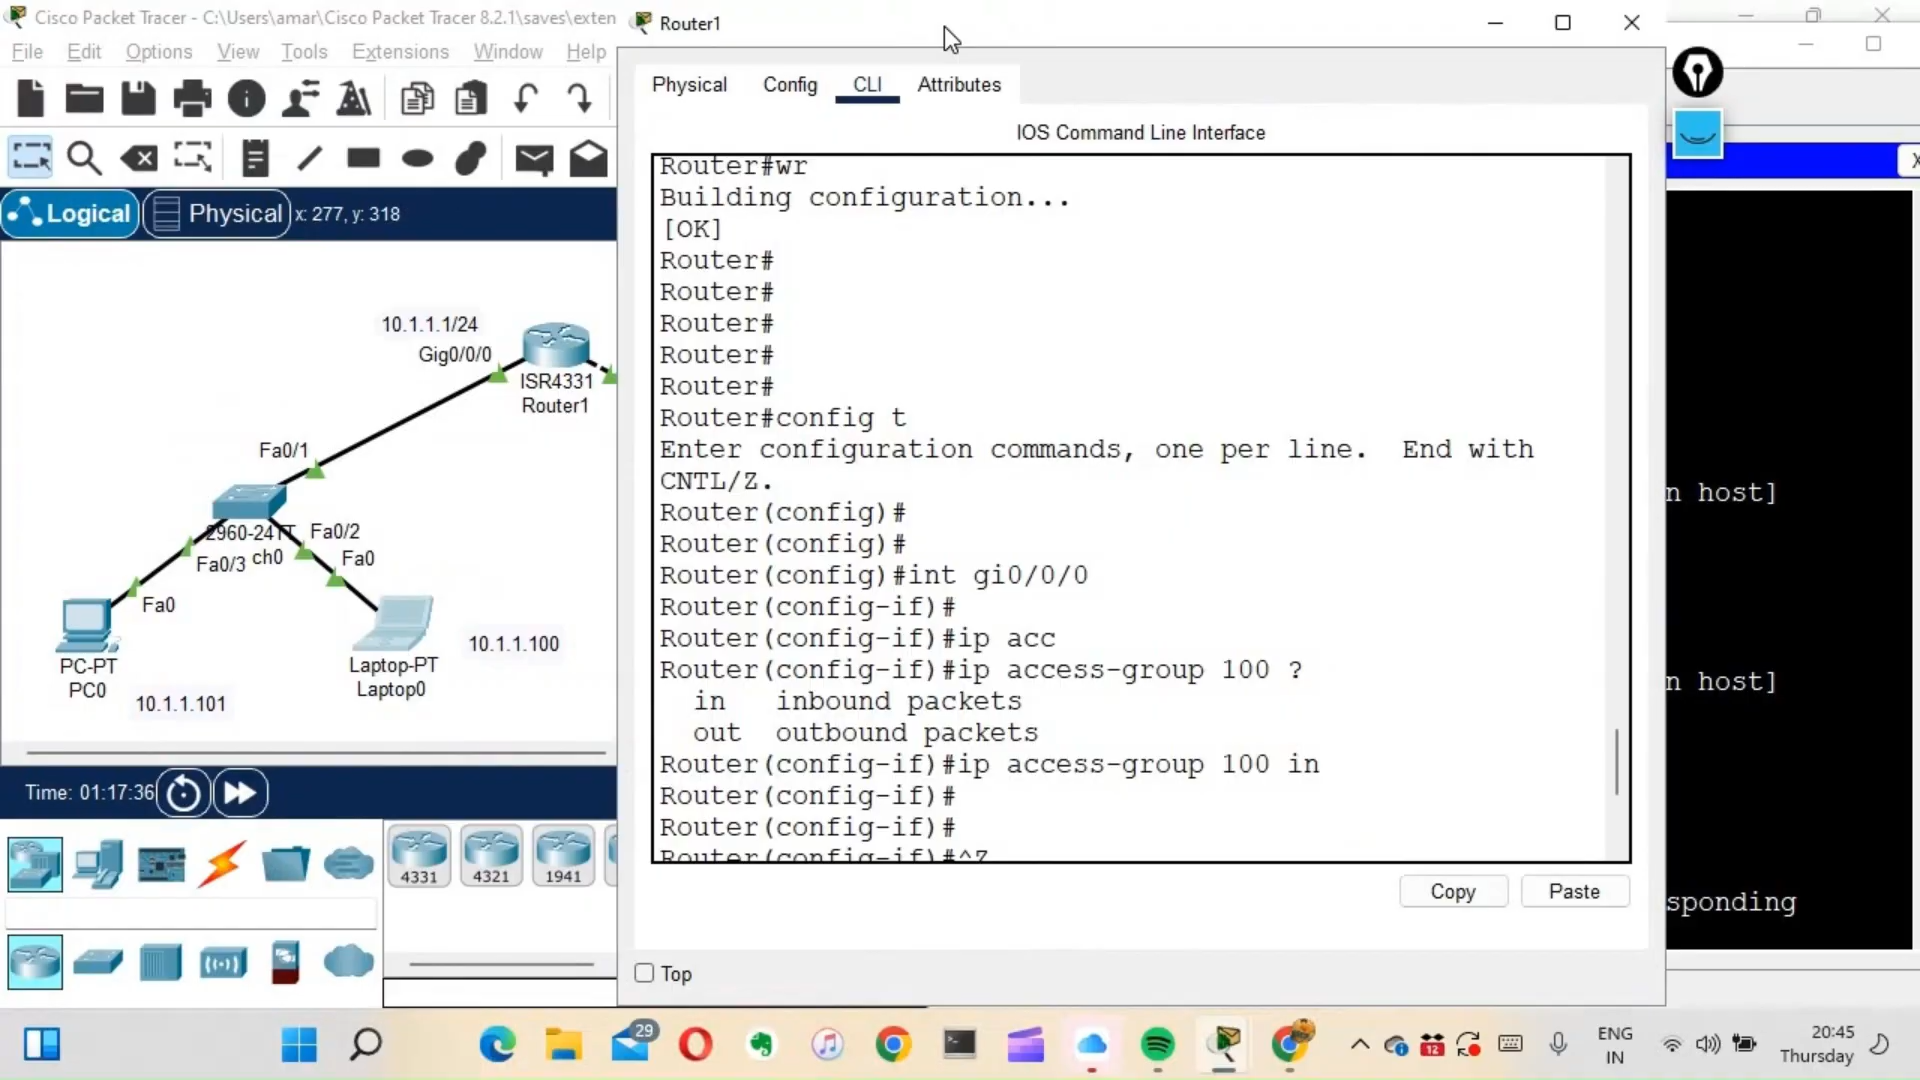 Cisco Packet Tracer - C:\Users\amar\Cisco Packet Tracer 8.2.1\saves\exten
File Edit Options View Tools Extensions Window Help
Logical Physical x: 277, y: 318
10.1.1.1/24
Gig0/0/0
ISR4331
Router1
Fa0/1
2960-24TT
Fa0/2
Fa0/3
ch0
Fa0
Fa0
PC-PT
PC0
10.1.1.101
Laptop-PT
Laptop0
10.1.1.100
Time: 01:17:36
4331 4321 1941
Router1
Physical Config CLI Attributes
IOS Command Line Interface
Router#wr
Building configuration...
[OK]
Router#
Router#
Router#
Router#
Router#
Router#config t
Enter configuration commands, one per line.  End with
CNTL/Z.
Router(config)#
Router(config)#
Router(config)#int gi0/0/0
Router(config-if)#
Router(config-if)#ip acc
Router(config-if)#ip access-group 100 ?
in   inbound packets
out  outbound packets
Router(config-if)#ip access-group 100 in
Router(config-if)#
Router(config-if)#
Router(config-if)#^Z
Copy Paste
Top
X
n host]
n host]
sponding
29
12
ENG
IN
20:45
Thursday